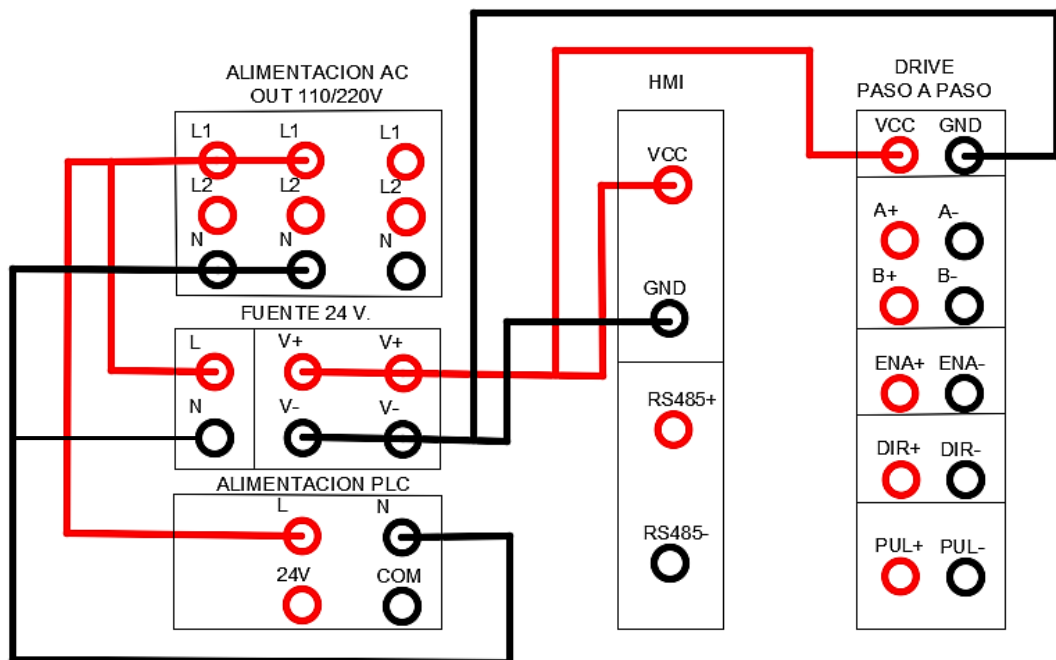 ALIMENTACION AC
OUT 110/220V
L1 L1 L1
L2 L2 L2
N N N
FUENTE 24 V.
L V+ V+
N V- V-
ALIMENTACION PLC
L N
24V COM
HMI
VCC
GND
RS485+
RS485-
DRIVE
PASO A PASO
VCC GND
A+ A-
B+ B-
ENA+ ENA-
DIR+ DIR-
PUL+ PUL-